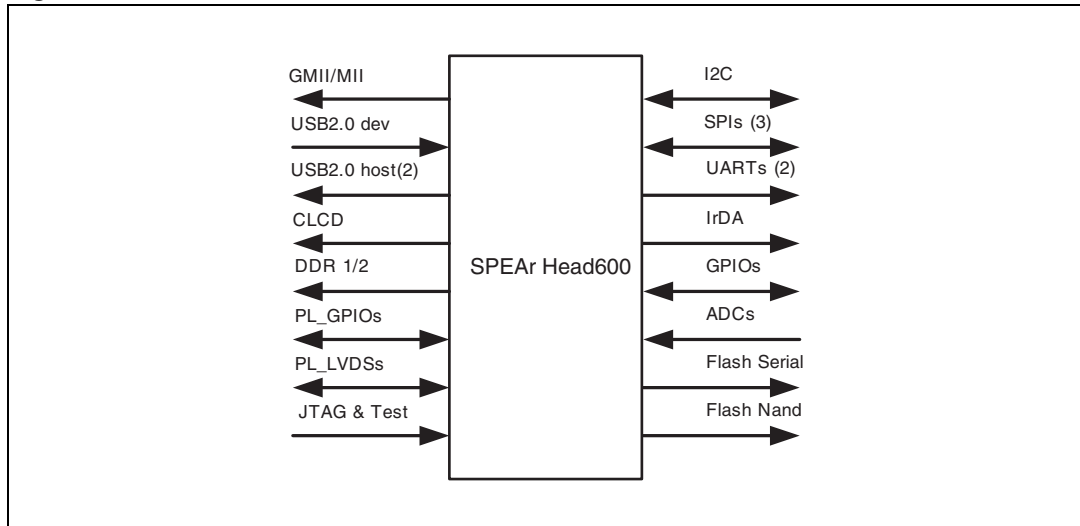 GMII/MII
USB2.0 dev
USB2.0 host(2)
CLCD
DDR 1/2
PL_GPIOs
PL_LVDSs
JTAG & Test
SPEAr Head600
I2C
SPIs (3)
UARTs (2)
IrDA
GPIOs
ADCs
Flash Serial
Flash Nand